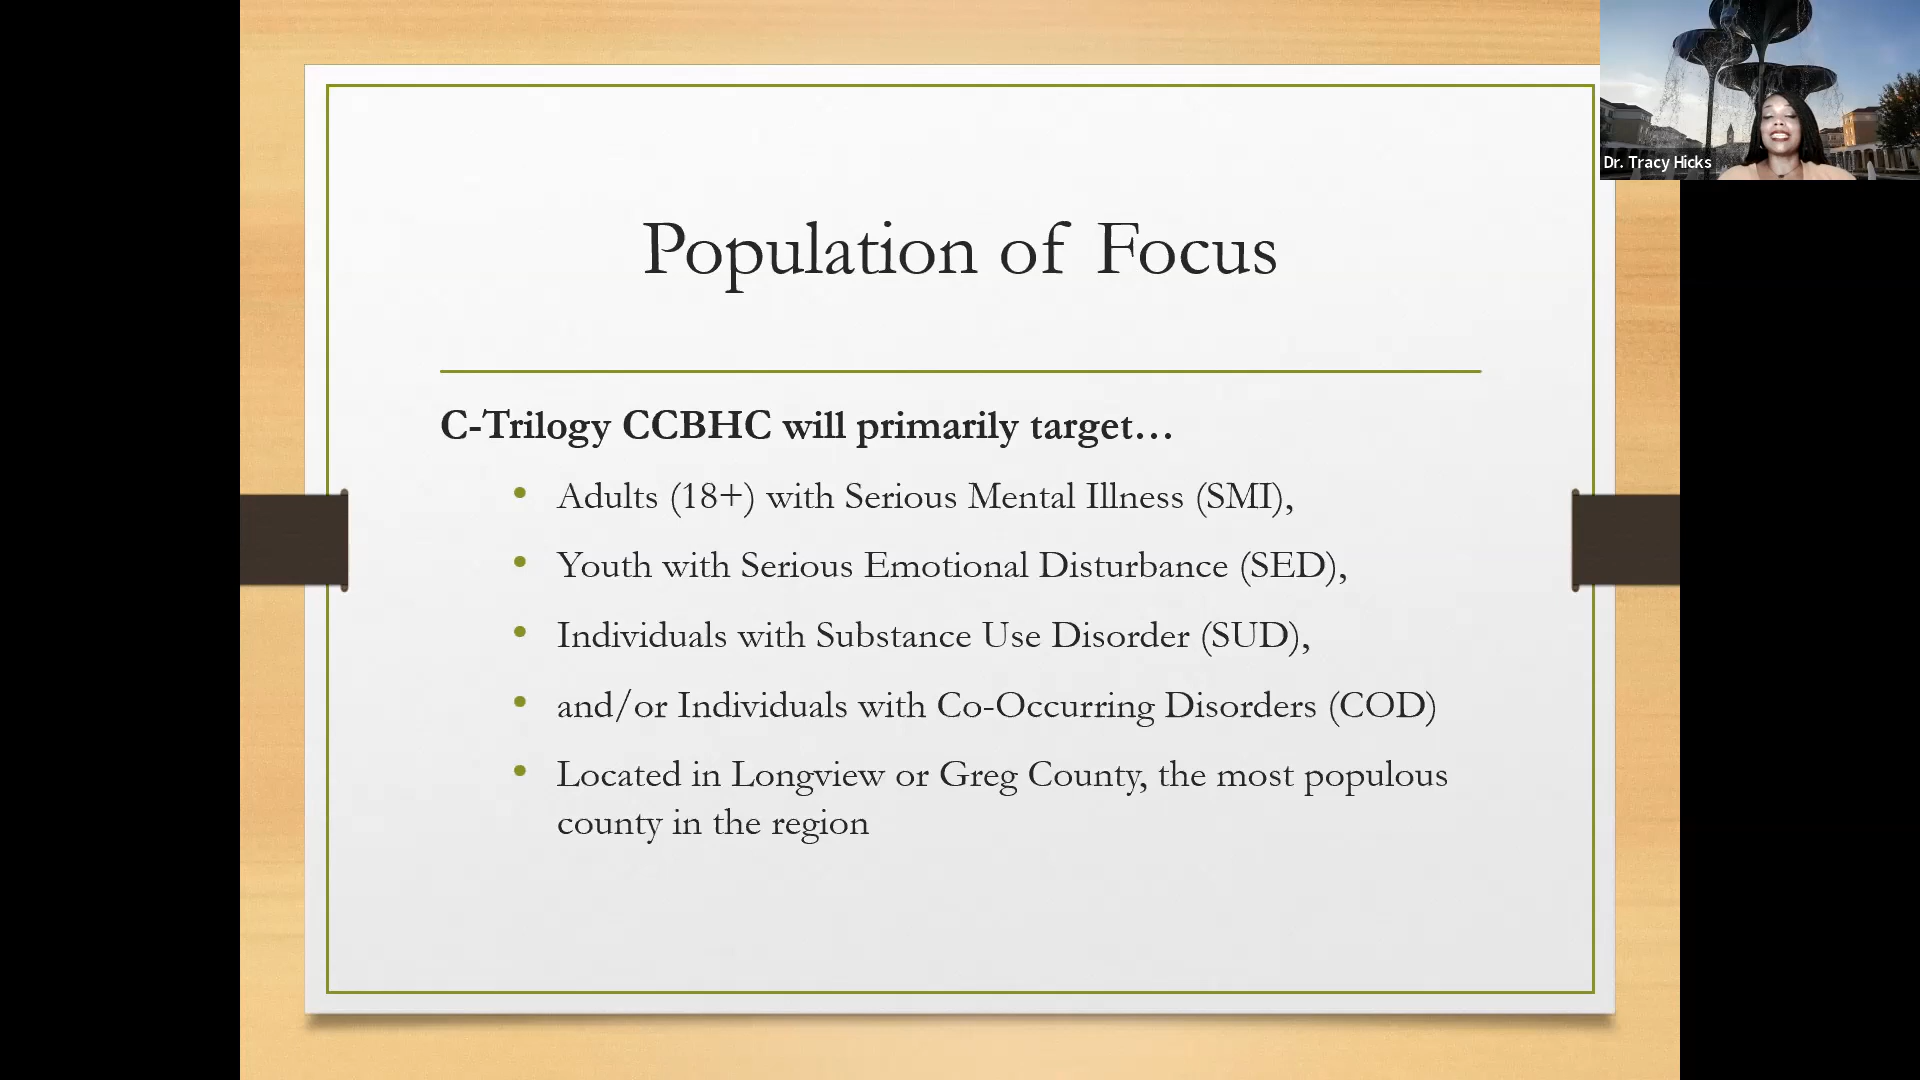 Dr. Tracy Hicks
Population of Focus
C-Trilogy CCBHC will primarily target…
• Adults (18+) with Serious Mental Illness (SMI),
• Youth with Serious Emotional Disturbance (SED),
• Individuals with Substance Use Disorder (SUD),
• and/or Individuals with Co-Occurring Disorders (COD)
• Located in Longview or Greg County, the most populous
county in the region